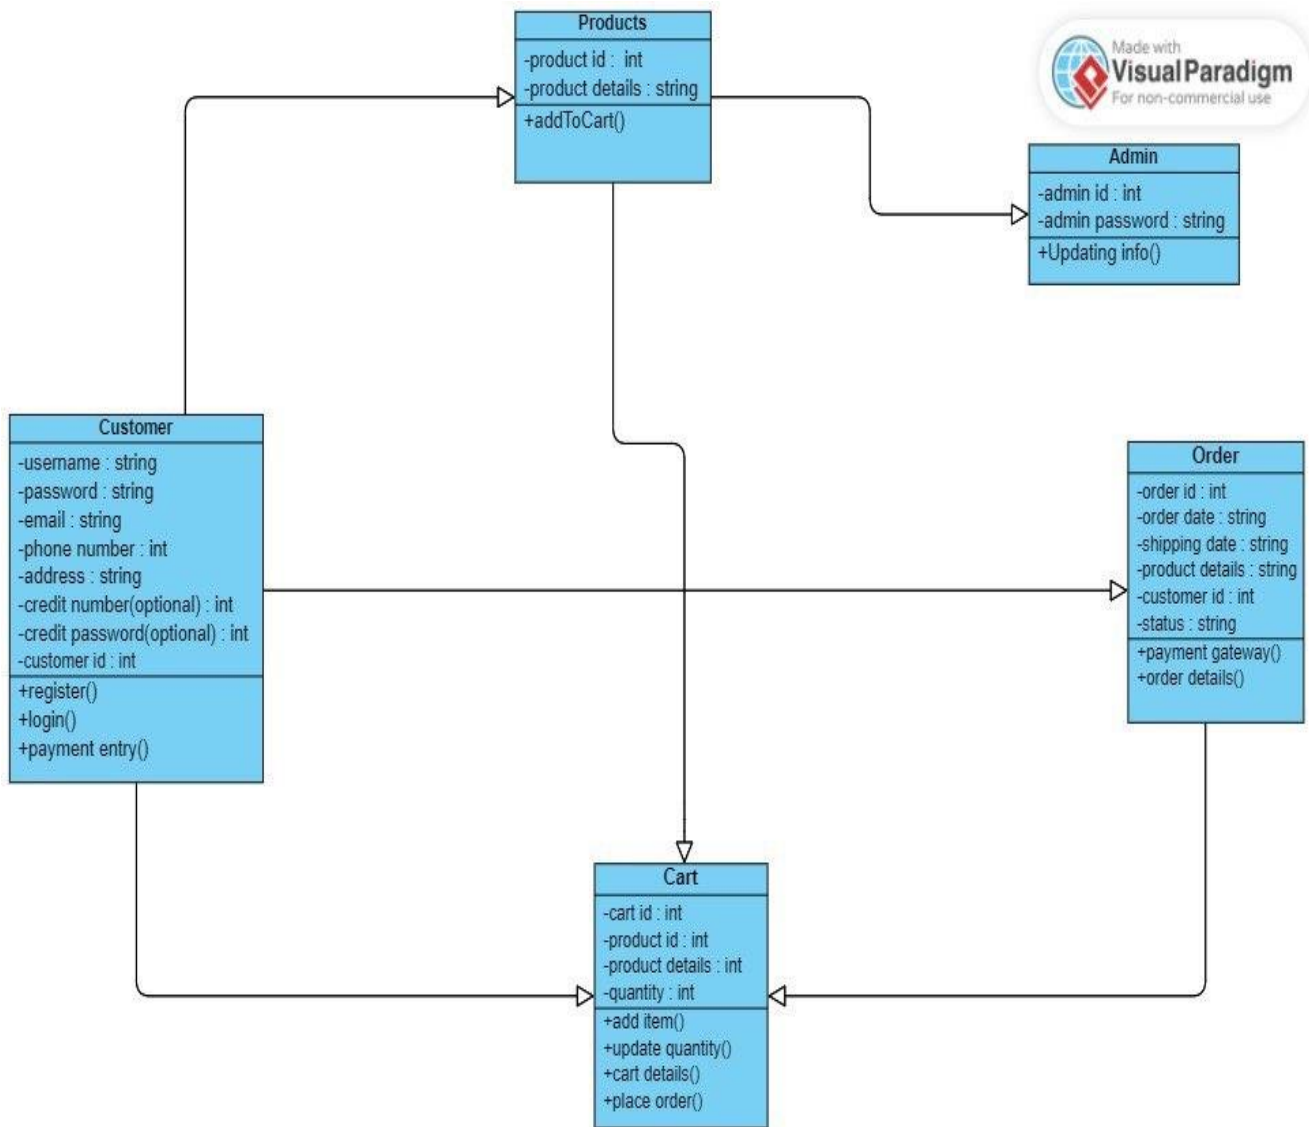 Products
-product id : int
-product details : string
+addToCart()
Made with
Visual Paradigm
For non-commercial use
Admin
-admin id : int
-admin password : string
+Updating info()
Customer
-username : string
-password : string
-email : string
-phone number : int
-address : string
-credit number(optional) : int
-credit password(optional) : int
-customer id : int
+register()
+login()
+payment entry()
Order
-order id : int
-order date : string
-shipping date : string
-product details : string
-customer id : int
-status : string
+payment gateway()
+order details()
Cart
-cart id : int
-product id : int
-product details : int
-quantity : int
+add item()
+update quantity()
+cart details()
+place order()